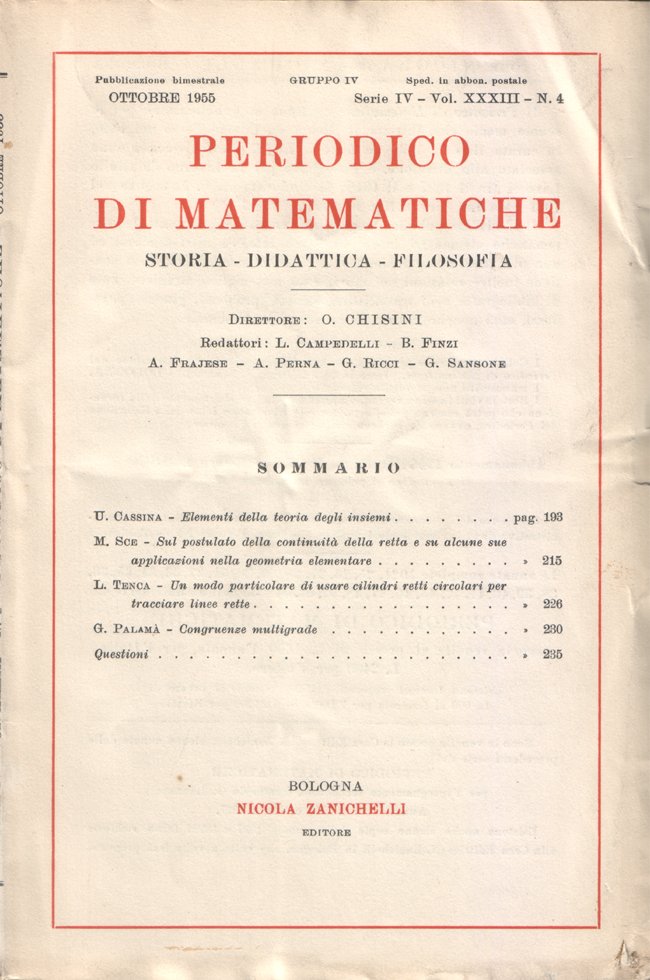 Pubblicazione bimestrale GRUPPO IV Sped. in abbon. postale
OTTOBRE 1955 Serie IV - Vol. XXXIII - N. 4
PERIODICO
DI MATEMATICHE
STORIA - DIDATTICA - FILOSOFIA
DIRETTORE: O. CHISINI
Redattori: L. CAMPEDELLI - B. FINZI
A. FRAJESE - A. PERNA - G. RICCI - G. SANSONE
SOMMARIO
U. CASSINA - Elementi della teoria degli insiemi . . . . . . . . pag. 193
M. SCE - Sul postulato della continuità della retta e su alcune sue
applicazioni nella geometria elementare . . . . . . . . . » 215
L. TENCA - Un modo particolare di usare cilindri retti circolari per
tracciare linee rette . . . . . . . . . . . . . . . . . . » 226
G. PALAMÀ - Congruenze multigrade . . . . . . . . . . . . . » 230
Questioni . . . . . . . . . . . . . . . . . . . . . . . . » 235
BOLOGNA
NICOLA ZANICHELLI
EDITORE